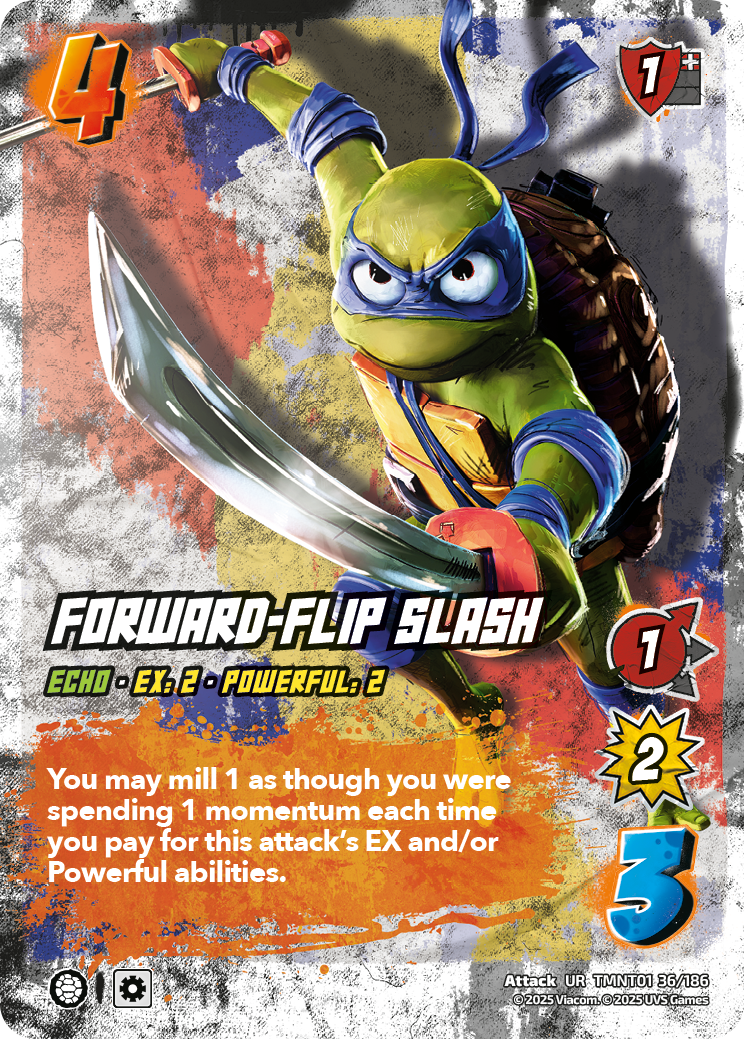 4
1
FORWARD-FLIP SLASH
1
ECHO • EX: 2 • POWERFUL: 2
2
You may mill 1 as though you were
spending 1 momentum each time
you pay for this attack's EX and/or
Powerful abilities.
3
Attack UR TMNT01 36/186
© 2025 Viacom. © 2025 UVS Games